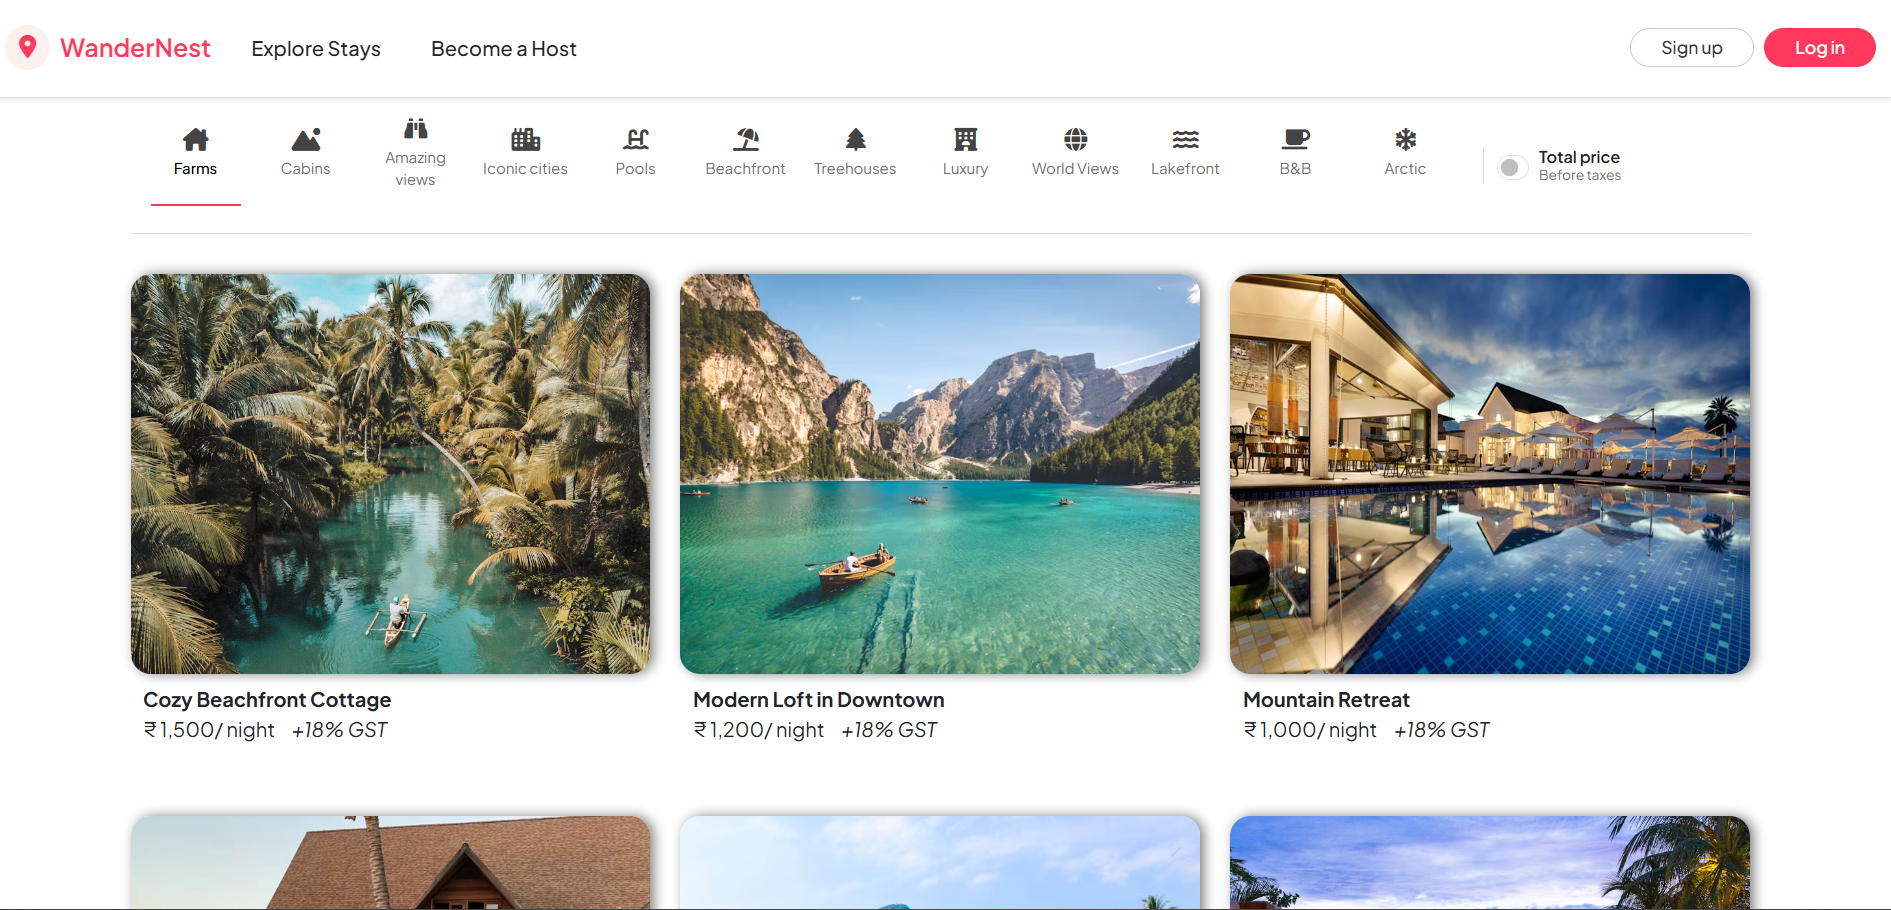 WanderNest
Explore Stays
Become a Host
Sign up
Log in
Farms
Cabins
Amazing
views
Iconic cities
Pools
Beachfront
Treehouses
Luxury
World Views
Lakefront
B&B
Arctic
Total price
Before taxes
Cozy Beachfront Cottage
₹1,500/ night +18% GST
Modern Loft in Downtown
₹1,200/ night +18% GST
Mountain Retreat
₹1,000/ night +18% GST